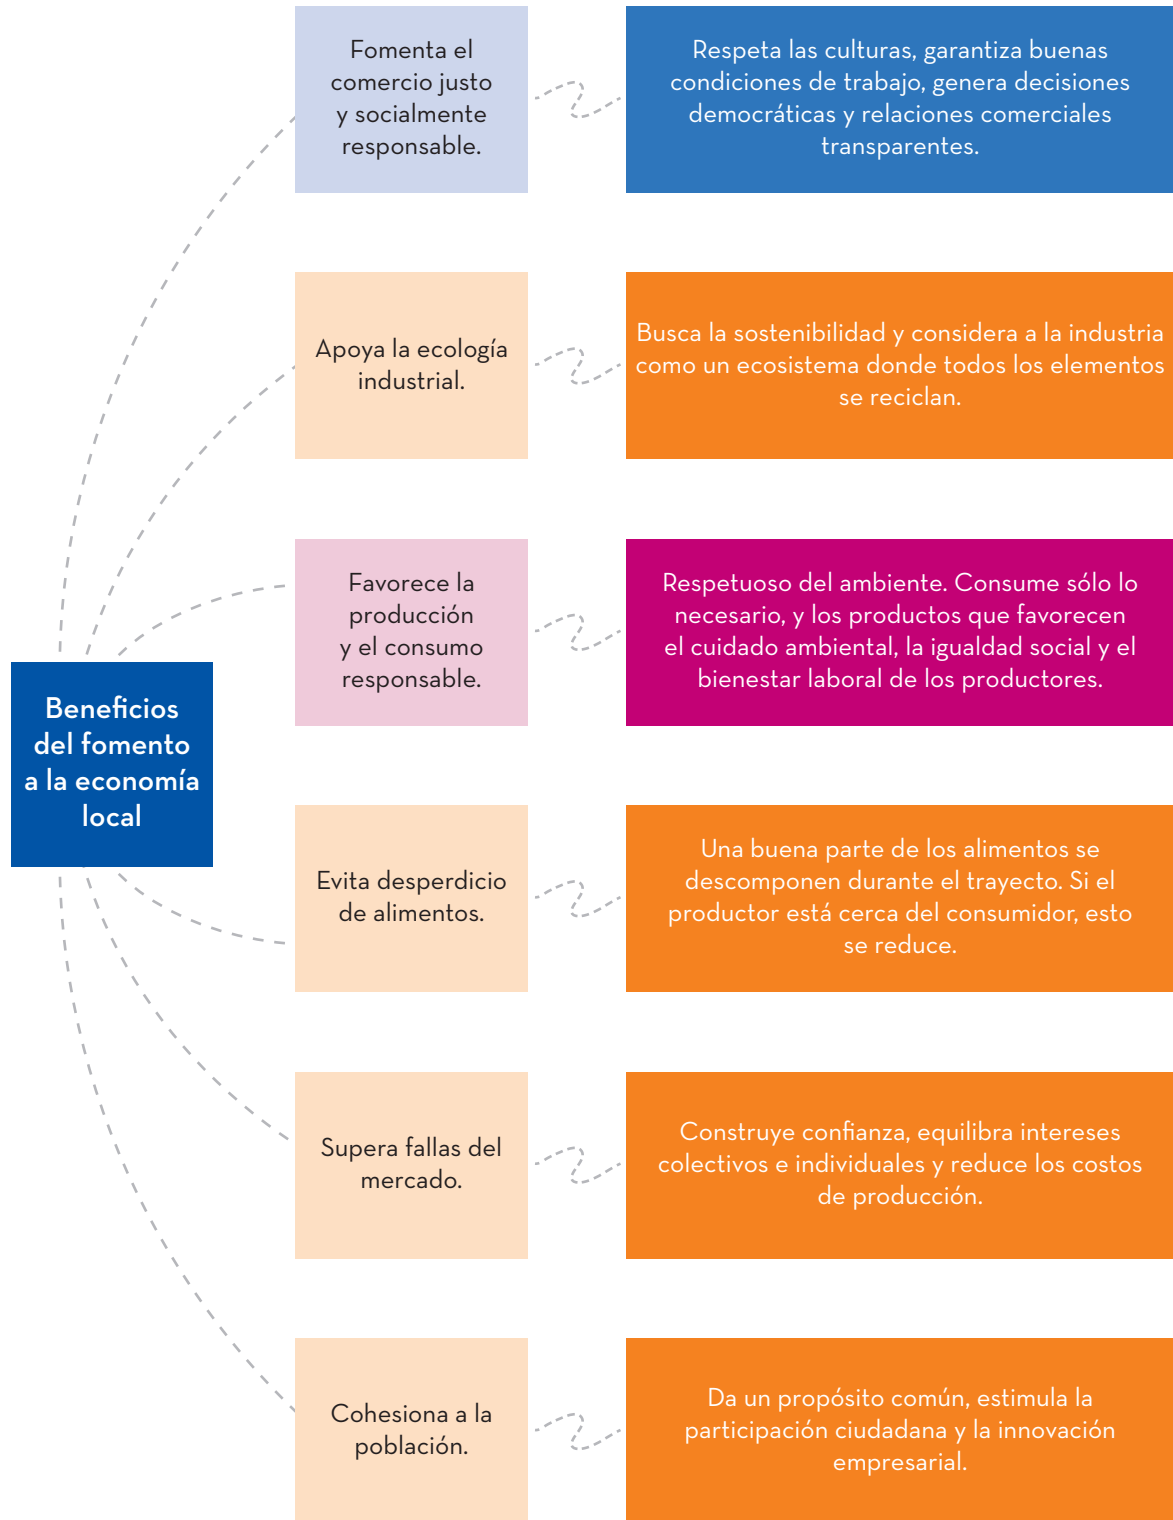 Fomenta el
comercio justo
y socialmente
responsable.
Respeta las culturas, garantiza buenas
condiciones de trabajo, genera decisiones
democráticas y relaciones comerciales
transparentes.
Apoya la ecología
industrial.
Busca la sostenibilidad y considera a la industria
como un ecosistema donde todos los elementos
se reciclan.
Favorece la
producción
y el consumo
responsable.
Respetuoso del ambiente. Consume sólo lo
necesario, y los productos que favorecen
el cuidado ambiental, la igualdad social y el
bienestar laboral de los productores.
Beneficios
del fomento
a la economía
local
Evita desperdicio
de alimentos.
Una buena parte de los alimentos se
descomponen durante el trayecto. Si el
productor está cerca del consumidor, esto
se reduce.
Supera fallas del
mercado.
Construye confianza, equilibra intereses
colectivos e individuales y reduce los costos
de producción.
Cohesiona a la
población.
Da un propósito común, estimula la
participación ciudadana y la innovación
empresarial.